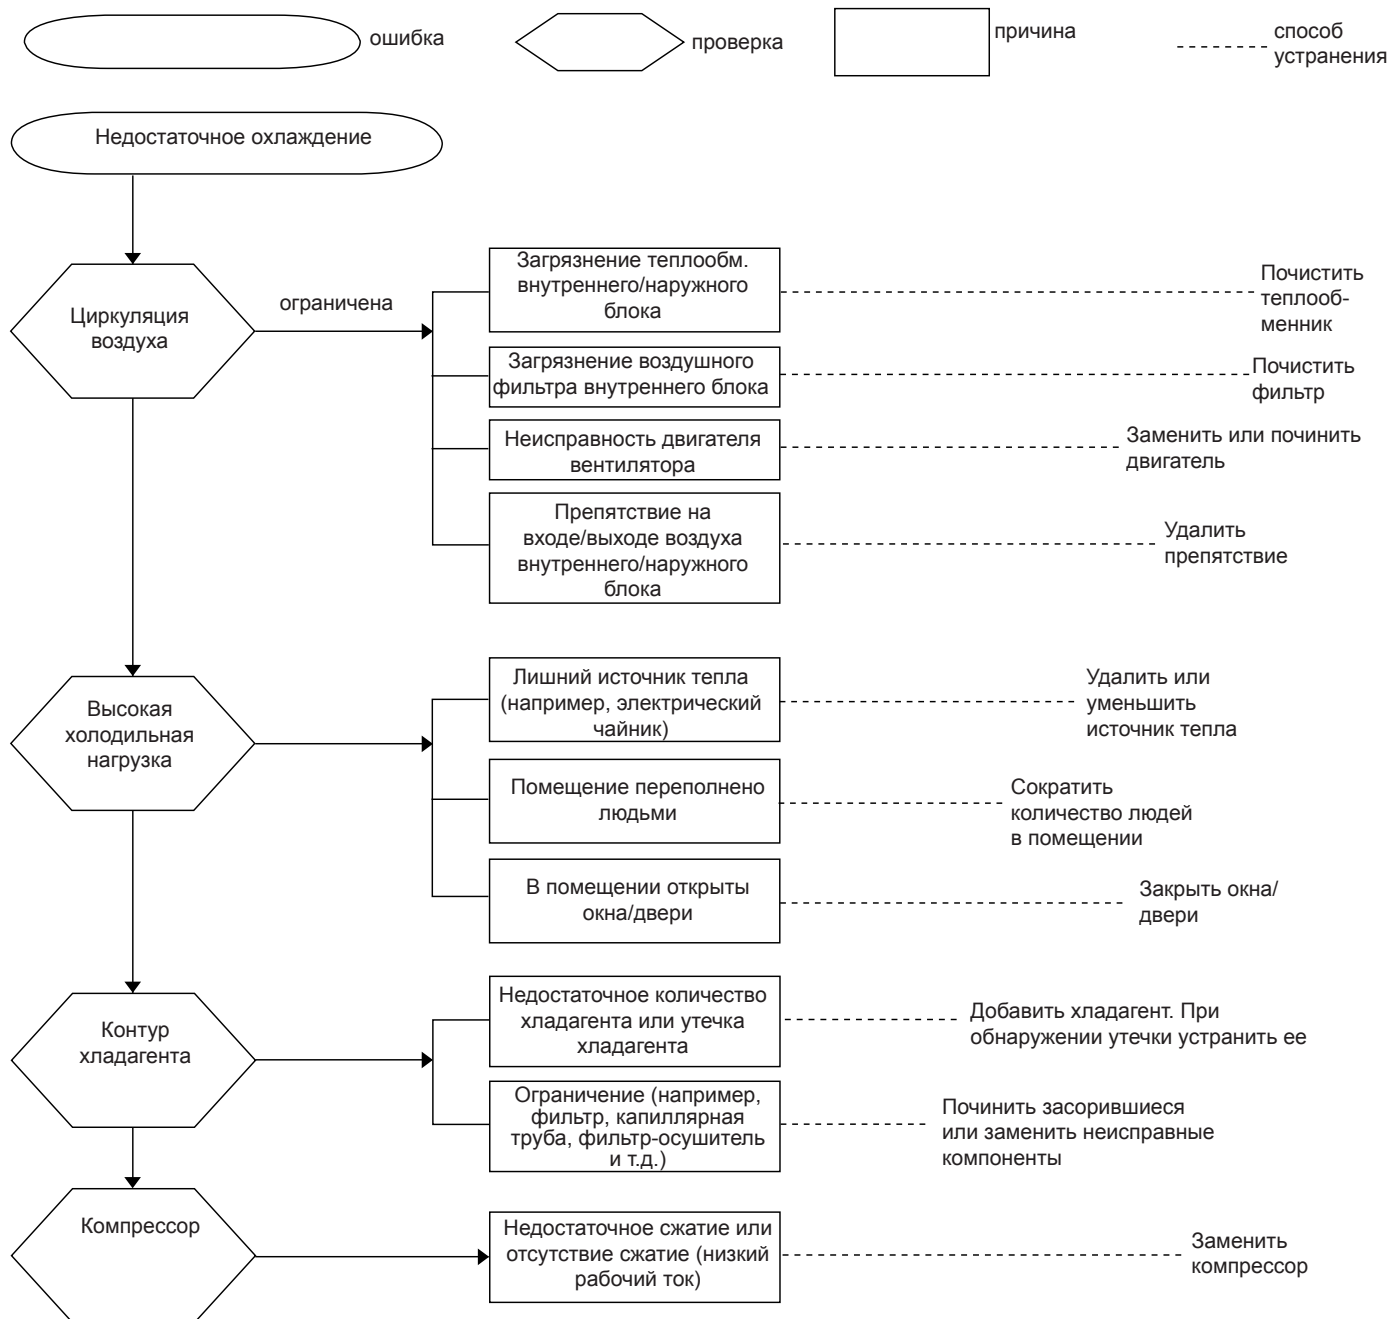 ошибка
проверка
причина
способ
устранения
Недостаточное охлаждение
Циркуляция
воздуха
ограничена
Загрязнение теплообм.
внутреннего/наружного
блока
Почистить
теплооб-
менник
Загрязнение воздушного
фильтра внутреннего блока
Почистить
фильтр
Неисправность двигателя
вентилятора
Заменить или починить
двигатель
Препятствие на
входе/выходе воздуха
внутреннего/наружного
блока
Удалить
препятствие
Высокая
холодильная
нагрузка
Лишний источник тепла
(например, электрический
чайник)
Удалить или
уменьшить
источник тепла
Помещение переполнено
людьми
Сократить
количество людей
в помещении
В помещении открыты
окна/двери
Закрыть окна/
двери
Контур
хладагента
Недостаточное количество
хладагента или утечка
хладагента
Добавить хладагент. При
обнаружении утечки устранить ее
Ограничение (например,
фильтр, капиллярная
труба, фильтр-осушитель
и т.д.)
Починить засорившиеся
или заменить неисправные
компоненты
Компрессор
Недостаточное сжатие или
отсутствие сжатие (низкий
рабочий ток)
Заменить
компрессор